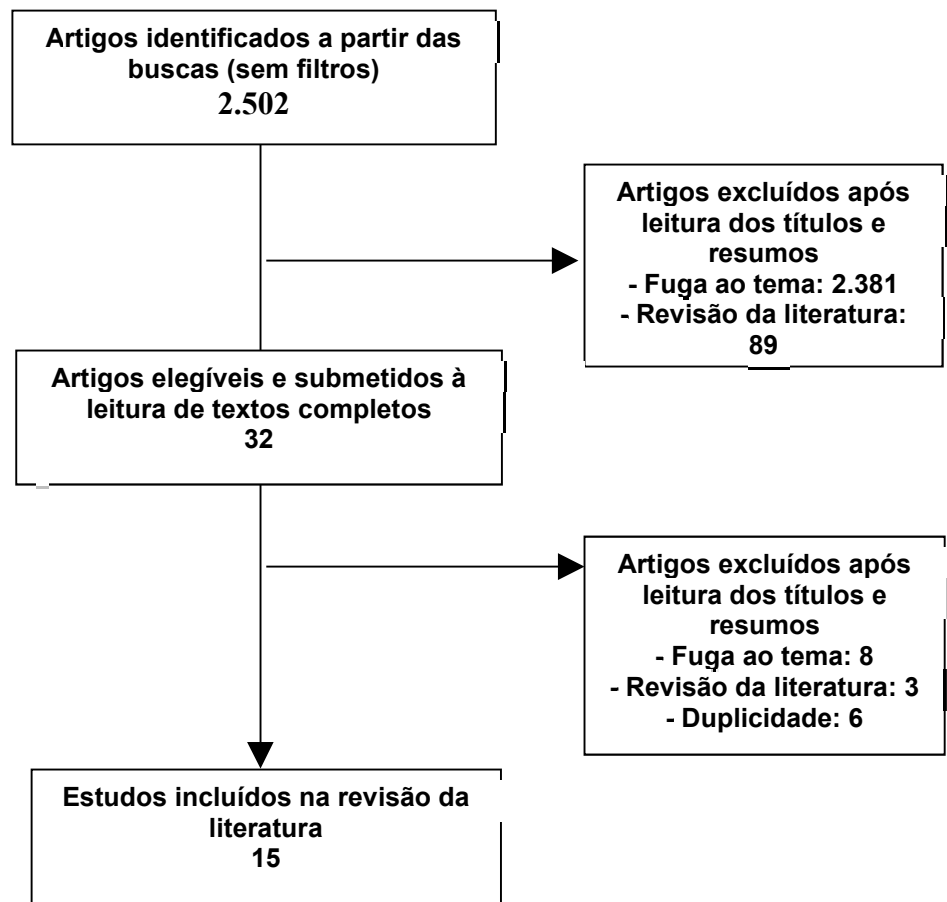 Artigos identificados a partir das
buscas (sem filtros)
2.502
Artigos excluídos após
leitura dos títulos e
resumos
- Fuga ao tema: 2.381
- Revisão da literatura:
89
Artigos elegíveis e submetidos à
leitura de textos completos
32
Artigos excluídos após
leitura dos títulos e
resumos
- Fuga ao tema: 8
- Revisão da literatura: 3
- Duplicidade: 6
Estudos incluídos na revisão da
literatura
15